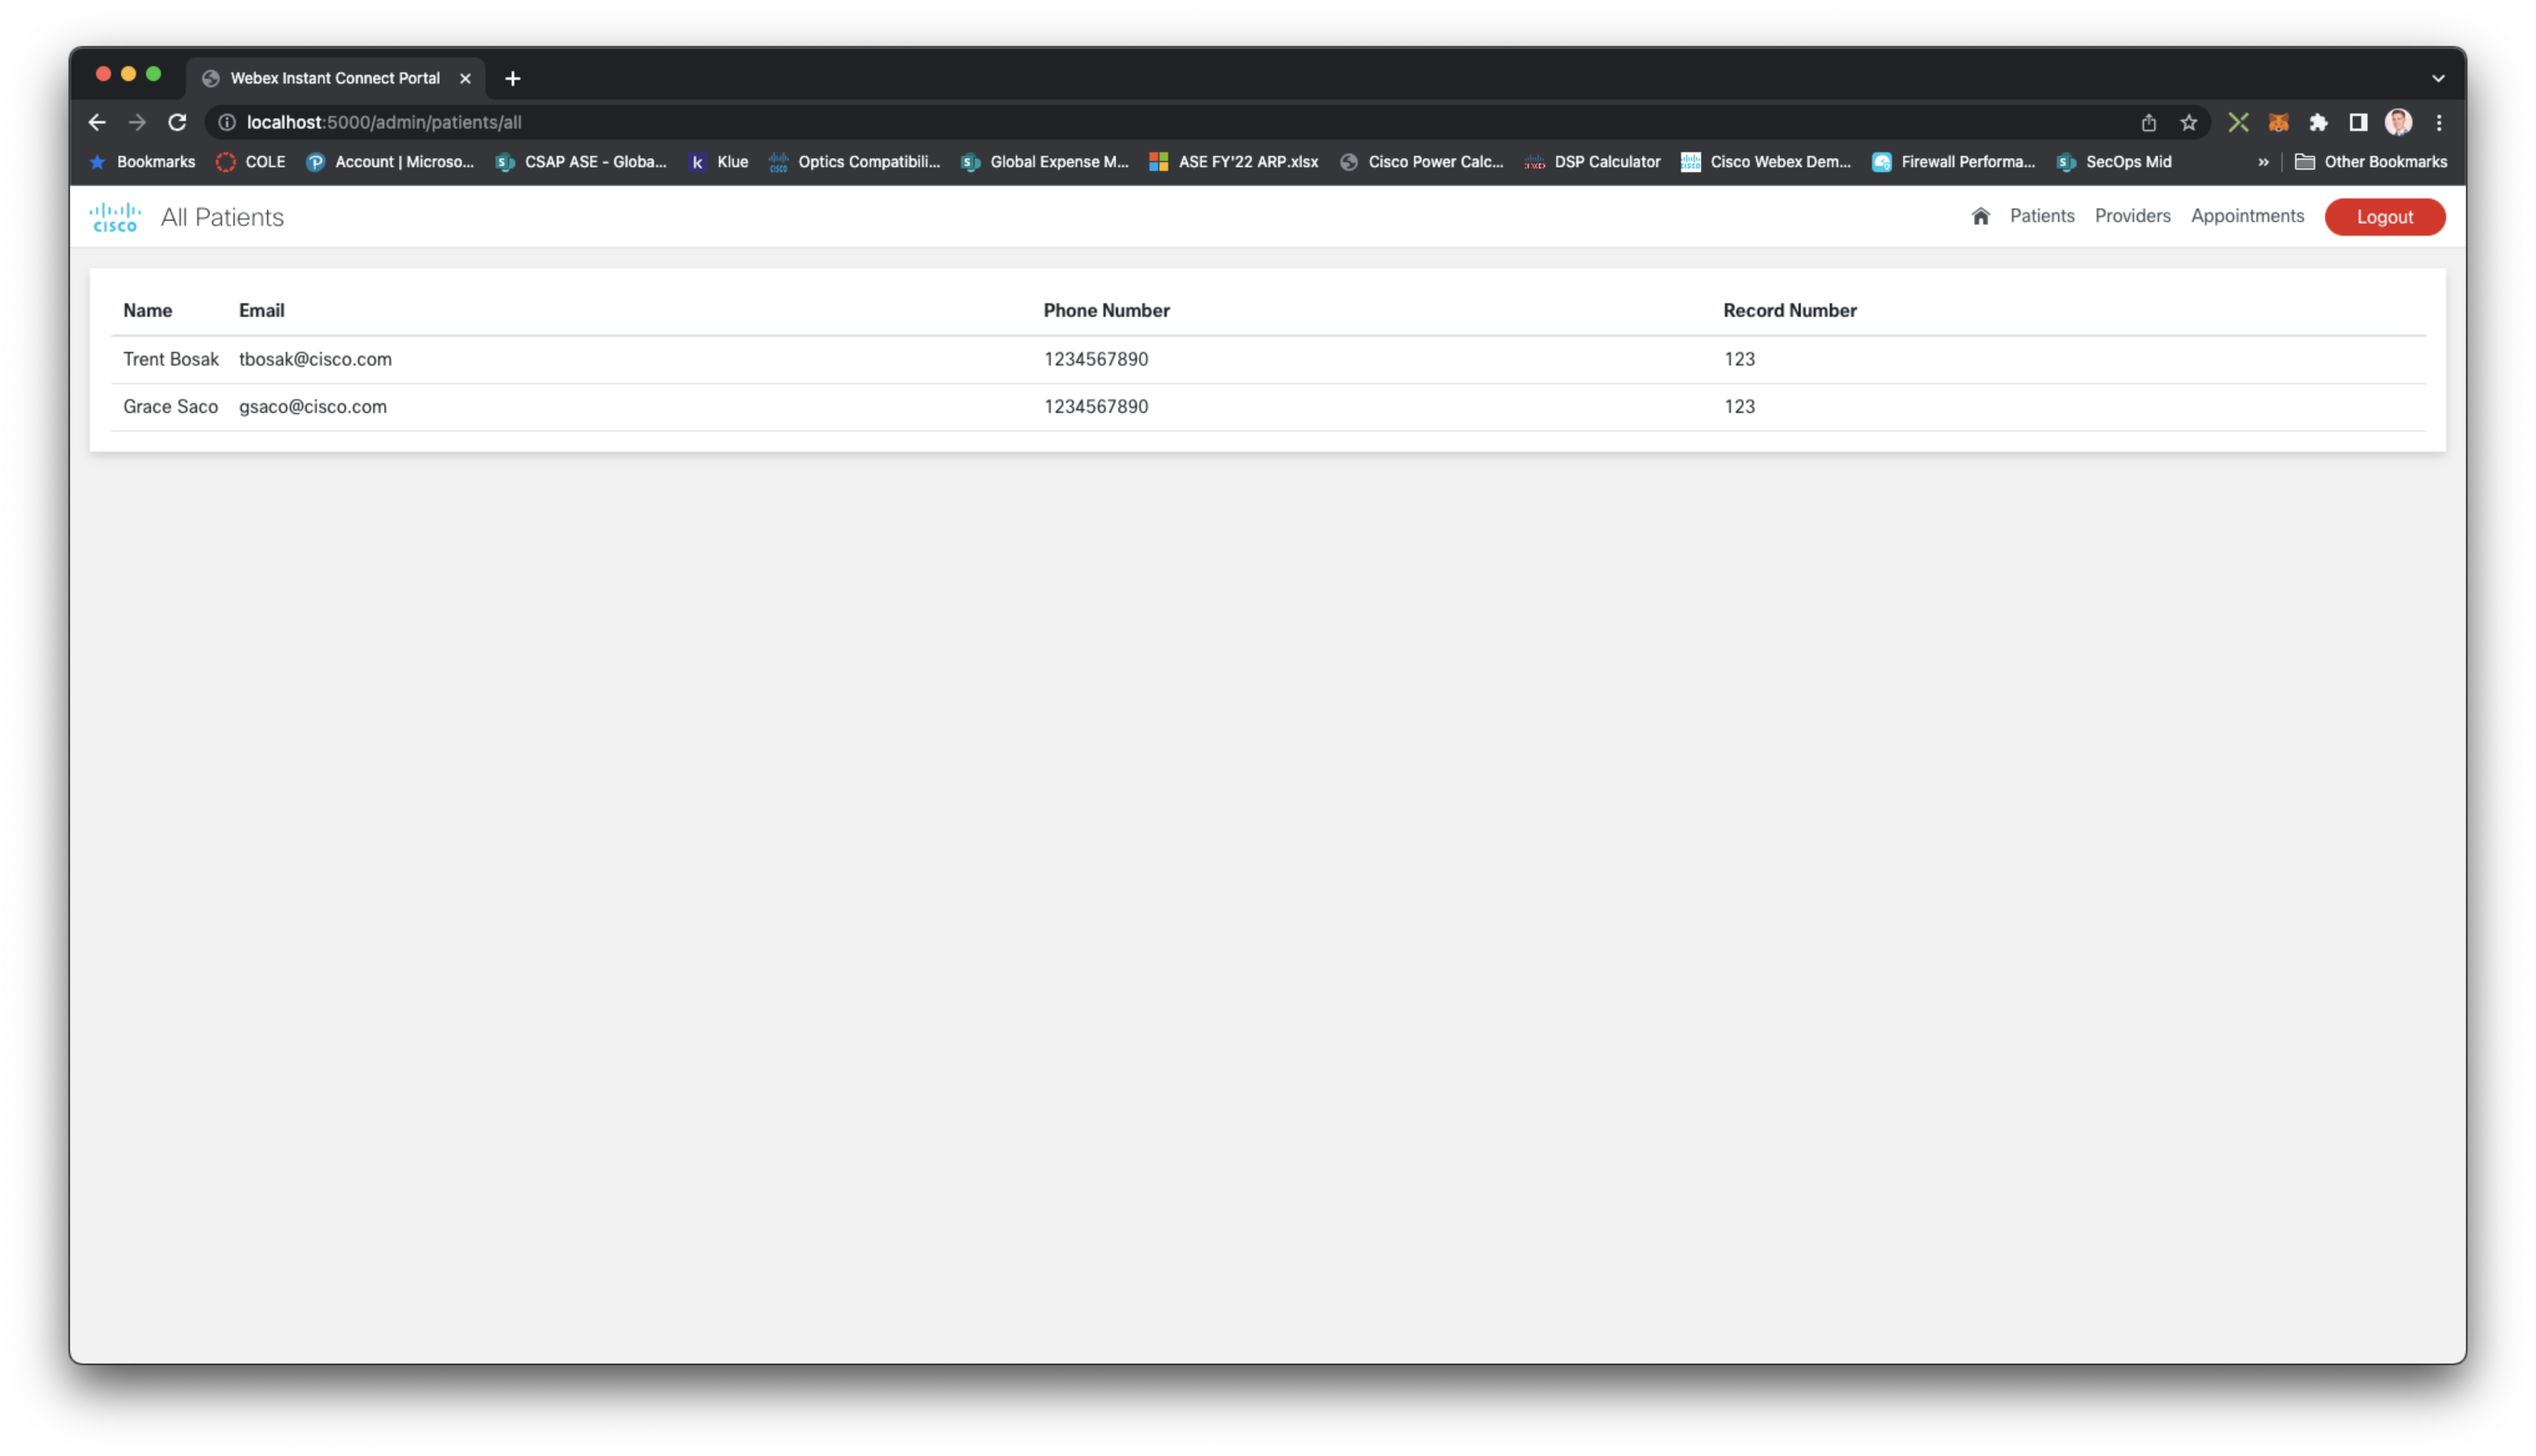 Webex Instant Connect Portal
localhost:5000/admin/patients/all
Bookmarks COLE Account | Microso... CSAP ASE - Globa... k Klue Optics Compatibili... Global Expense M... ASE FY'22 ARP.xlsx Cisco Power Calc... DSP Calculator Cisco Webex Dem... Firewall Performa... SecOps Mid » Other Bookmarks
CISCO All Patients Patients Providers Appointments Logout
Name Email Phone Number Record Number
Trent Bosak tbosak@cisco.com 1234567890 123
Grace Saco gsaco@cisco.com 1234567890 123